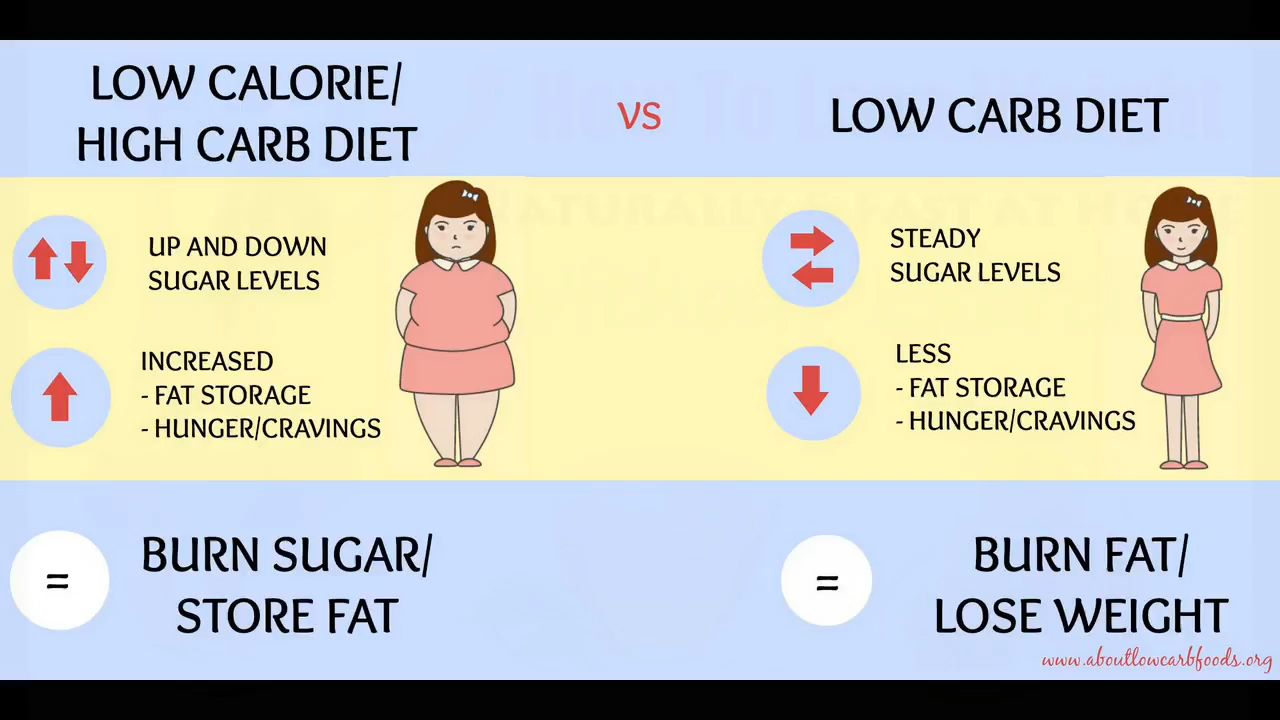 LOW CALORIE/
HIGH CARB DIET
VS
LOW CARB DIET
UP AND DOWN
SUGAR LEVELS
INCREASED
- FAT STORAGE
- HUNGER/CRAVINGS
STEADY
SUGAR LEVELS
LESS
- FAT STORAGE
- HUNGER/CRAVINGS
=
BURN SUGAR/
STORE FAT
=
BURN FAT/
LOSE WEIGHT
www.aboutlowcarbfoods.org